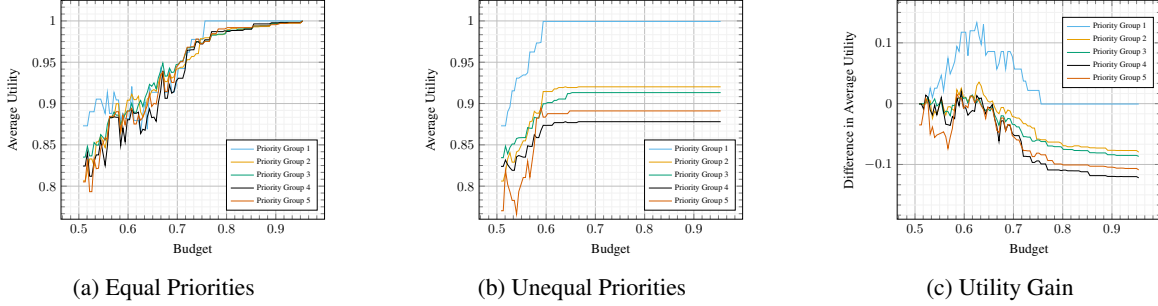 1
0.95
0.9
0.85
0.8
Average Utility
Priority Group 1
Priority Group 2
Priority Group 3
Priority Group 4
Priority Group 5
0.5 0.6 0.7 0.8 0.9
Budget
(a) Equal Priorities
1
0.95
0.9
0.85
0.8
Average Utility
Priority Group 1
Priority Group 2
Priority Group 3
Priority Group 4
Priority Group 5
0.5 0.6 0.7 0.8 0.9
Budget
(b) Unequal Priorities
0.1
0
−0.1
Difference in Average Utility
Priority Group 1
Priority Group 2
Priority Group 3
Priority Group 4
Priority Group 5
0.5 0.6 0.7 0.8 0.9
Budget
(c) Utility Gain